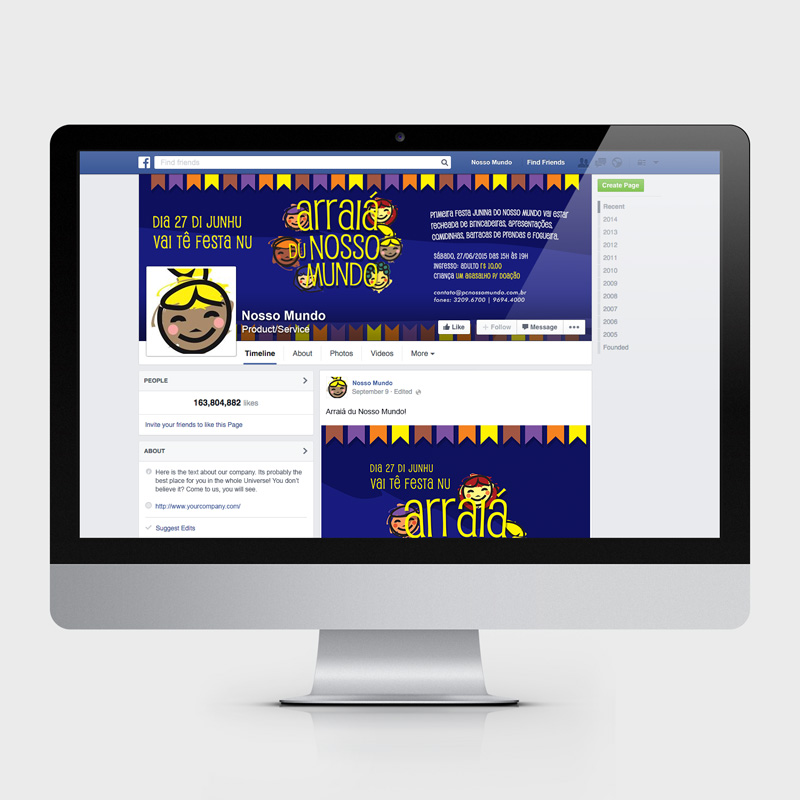 Find friends
Nosso Mundo
Find Friends
Create Page
Recent
2014
2013
2012
2011
2010
2009
2008
2007
2006
2005
Founded
DIA 27 DI JUNHU
VAI TÊ FESTA NU
arraiá
DU NOSSO
MUNDO
PRIMEIRA FESTA JUNINA DO NOSSO MUNDO VAI ESTAR
RECHEADA DE BRINCADEIRAS, APRESENTAÇÕES,
COMIDINHAS, BARRACAS DE PRENDAS E FOGUEIRA.
SÁBADO, 27/06/2015 DAS 15H ÀS 19H
INGRESSO: ADULTO R$ 10,00
CRIANÇA UM AGASALHO P/ DOAÇÃO
contato@pcnossomundo.com.br
fones: 3209.6700 | 9694.4000
Nosso Mundo
Product/Service
Like
+ Follow
Message
Timeline
About
Photos
Videos
More
PEOPLE
163,804,882 likes
Invite your friends to like this Page
ABOUT
Here is the text about our company. Its probably the
best place for you in the whole Universe! You don't
believe it? Come to us, you will see.
http://www.yourcompany.com/
Suggest Edits
Nosso Mundo
September 9 · Edited
Arraiá du Nosso Mundo!
DIA 27 DI JUNHU
VAI TÊ FESTA NU
arraiá